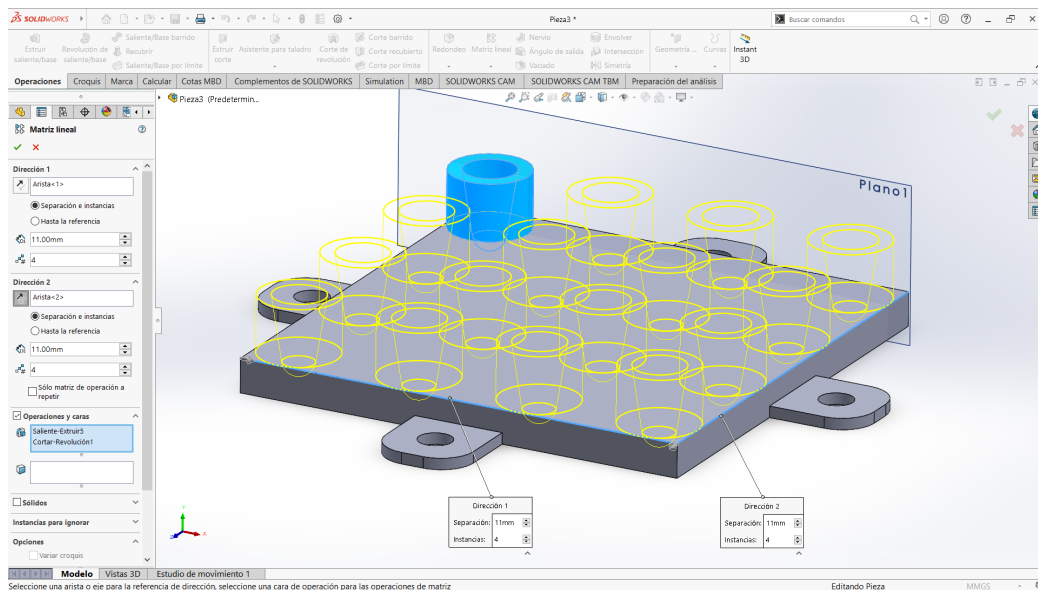 SOLIDWORKS
Pieza3 *
Buscar comandos
Extruir saliente/base
Revolución de saliente/base
Saliente/Base barrido
Recubrir
Saliente/Base por límite
Extruir corte
Asistente para taladro
Corte de revolución
Corte barrido
Corte recubierto
Corte por límite
Redondeo
Matriz lineal
Nervio
Ángulo de salida
Vaciado
Envolver
Intersección
Simetría
Geometría ...
Curvas
Instant 3D
Operaciones
Croquis
Marca
Calcular
Cotas MBD
Complementos de SOLIDWORKS
Simulation
MBD
SOLIDWORKS CAM
SOLIDWORKS CAM TBM
Preparación del análisis
Pieza3 (Predetermin...
Matriz lineal
Dirección 1
Arista<1>
Separación e instancias
Hasta la referencia
11.00mm
4
Dirección 2
Arista<2>
Separación e instancias
Hasta la referencia
11.00mm
4
Sólo matriz de operación a
repetir
Operaciones y caras
Saliente-Extruir5
Cortar-Revolución1
Sólidos
Instancias para ignorar
Opciones
Variar croquis
Plano1
Dirección 1
Separación: 11mm
Instancias: 4
Dirección 2
Separación: 11mm
Instancias: 4
Modelo
Vistas 3D
Estudio de movimiento 1
Seleccione una arista o eje para la referencia de dirección, seleccione una cara de operación para las operaciones de matriz
Editando Pieza
MMGS